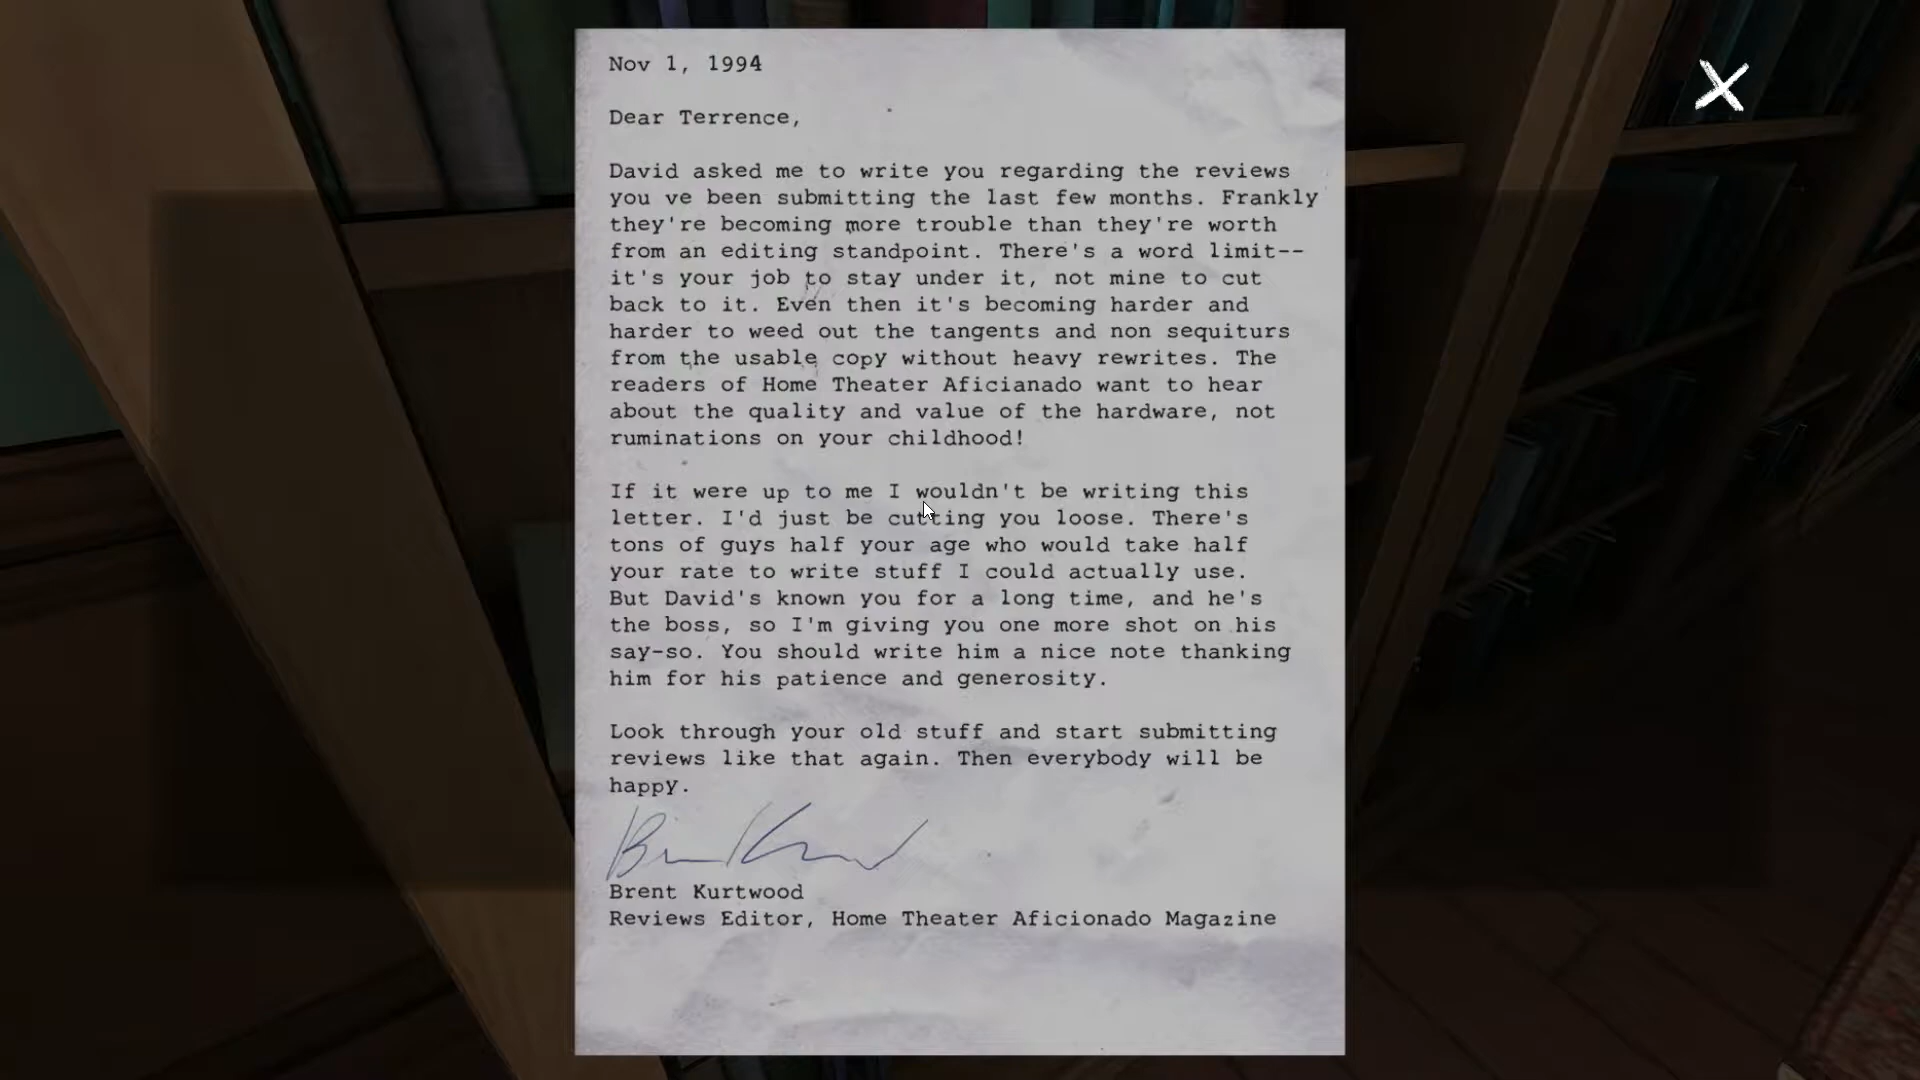 Nov 1, 1994
Dear Terrence,
David asked me to write you regarding the reviews
you ve been submitting the last few months. Frankly
they're becoming more trouble than they're worth
from an editing standpoint. There's a word limit--
it's your job to stay under it, not mine to cut
back to it. Even then it's becoming harder and
harder to weed out the tangents and non sequiturs
from the usable copy without heavy rewrites. The
readers of Home Theater Aficianado want to hear
about the quality and value of the hardware, not
ruminations on your childhood!
If it were up to me I wouldn't be writing this
letter. I'd just be cutting you loose. There's
tons of guys half your age who would take half
your rate to write stuff I could actually use.
But David's known you for a long time, and he's
the boss, so I'm giving you one more shot on his
say-so. You should write him a nice note thanking
him for his patience and generosity.
Look through your old stuff and start submitting
reviews like that again. Then everybody will be
happy.
Brent Kurtwood
Reviews Editor, Home Theater Aficionado Magazine